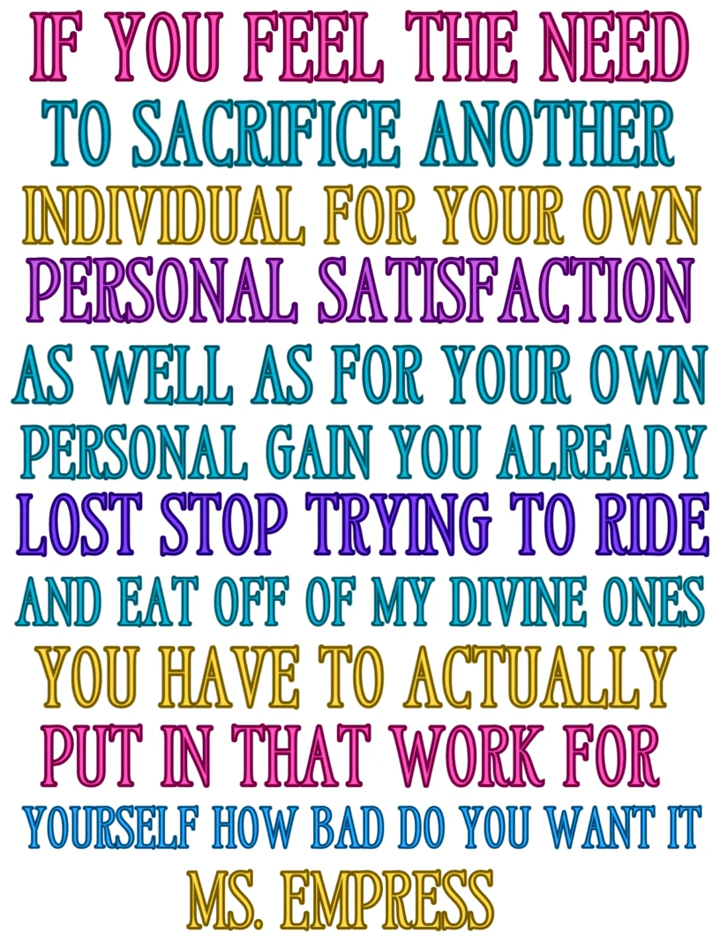 IF YOU FEEL THE NEED
TO SACRIFICE ANOTHER
INDIVIDUAL FOR YOUR OWN
PERSONAL SATISFACTION
AS WELL AS FOR YOUR OWN
PERSONAL GAIN YOU ALREADY
LOST STOP TRYING TO RIDE
AND EAT OFF OF MY DIVINE ONES
YOU HAVE TO ACTUALLY
PUT IN THAT WORK FOR
YOURSELF HOW BAD DO YOU WANT IT
MS. EMPRESS